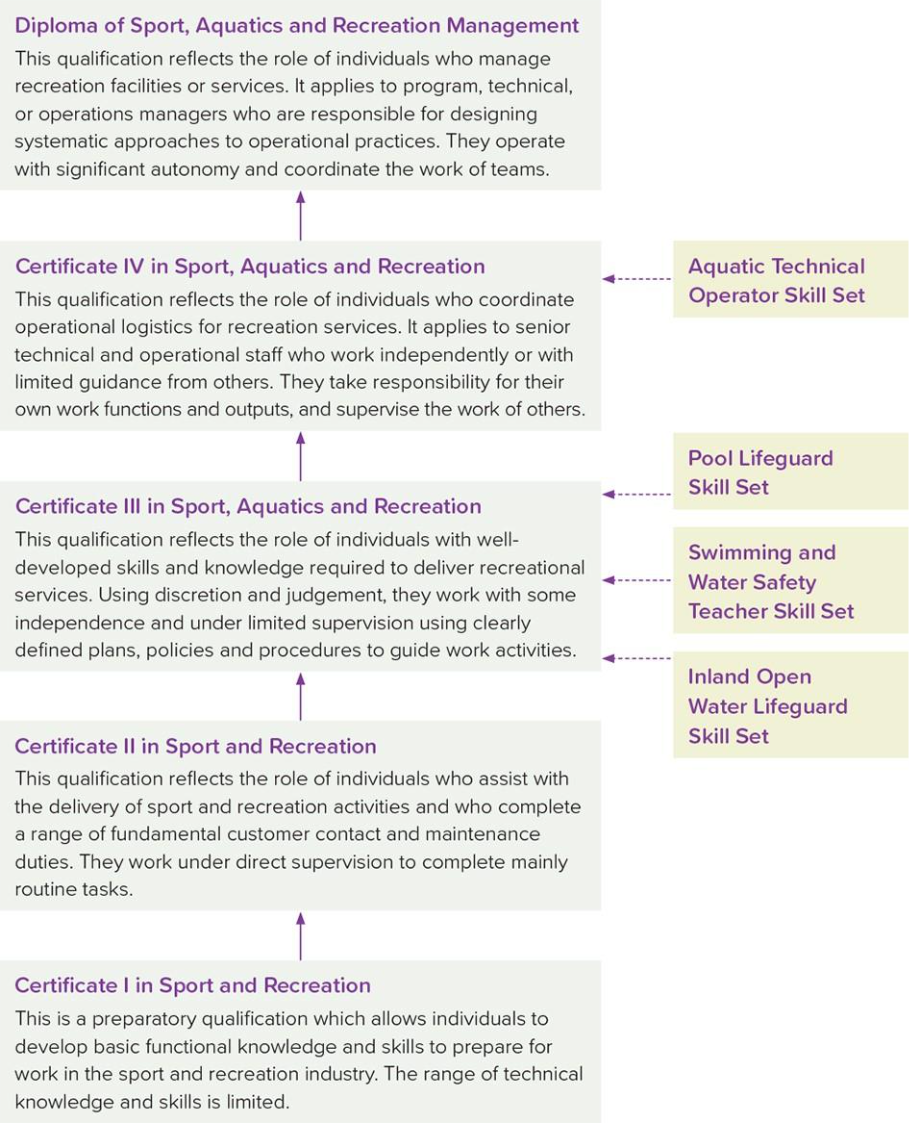 Diploma of Sport, Aquatics and Recreation Management
This qualification reflects the role of individuals who manage
recreation facilities or services. It applies to program, technical,
or operations managers who are responsible for designing
systematic approaches to operational practices. They operate
with significant autonomy and coordinate the work of teams.
Certificate IV in Sport, Aquatics and Recreation
This qualification reflects the role of individuals who coordinate
operational logistics for recreation services. It applies to senior
technical and operational staff who work independently or with
limited guidance from others. They take responsibility for their
own work functions and outputs, and supervise the work of others.
Aquatic Technical
Operator Skill Set
Certificate III in Sport, Aquatics and Recreation
This qualification reflects the role of individuals with well-
developed skills and knowledge required to deliver recreational
services. Using discretion and judgement, they work with some
independence and under limited supervision using clearly
defined plans, policies and procedures to guide work activities.
Pool Lifeguard
Skill Set
Swimming and
Water Safety
Teacher Skill Set
Inland Open
Water Lifeguard
Skill Set
Certificate II in Sport and Recreation
This qualification reflects the role of individuals who assist with
the delivery of sport and recreation activities and who complete
a range of fundamental customer contact and maintenance
duties. They work under direct supervision to complete mainly
routine tasks.
Certificate I in Sport and Recreation
This is a preparatory qualification which allows individuals to
develop basic functional knowledge and skills to prepare for
work in the sport and recreation industry. The range of technical
knowledge and skills is limited.